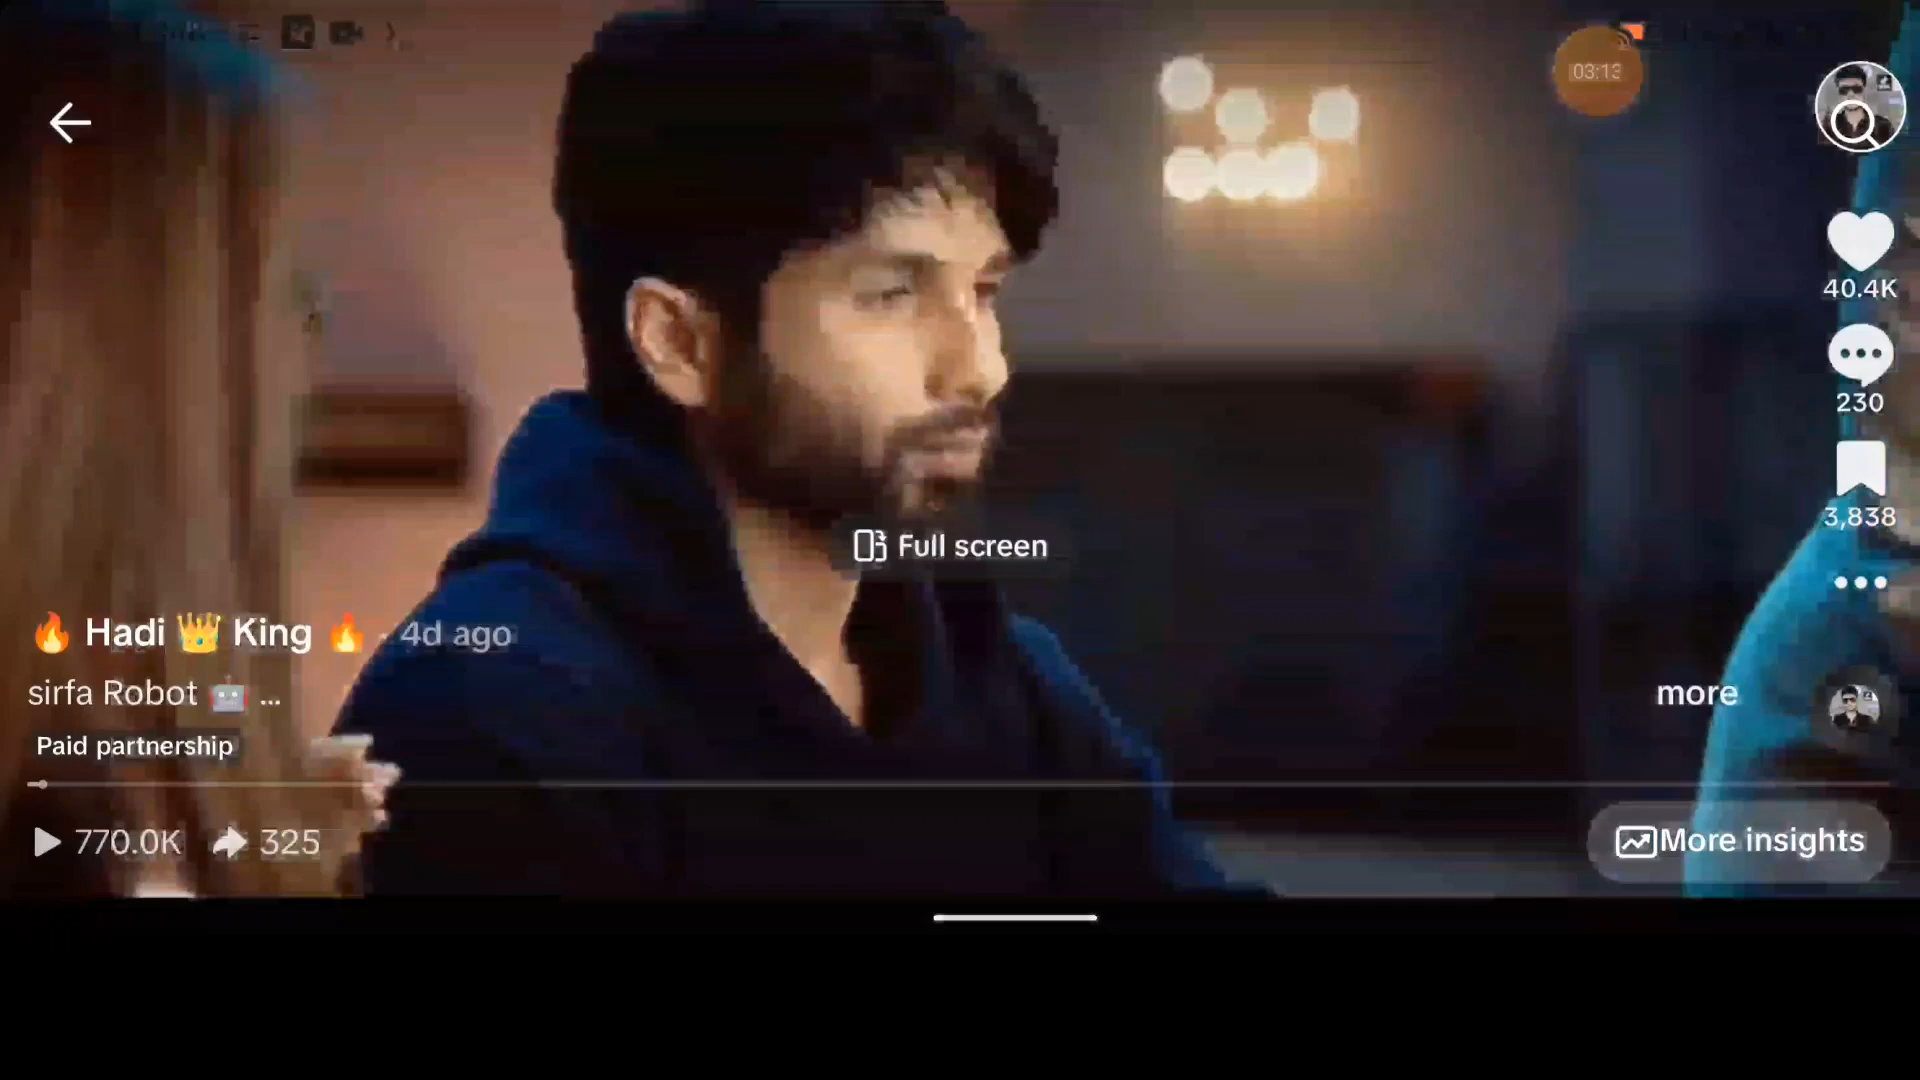 03:13
40.4K
230
3,838
Full screen
🔥 Hadi 👑 King 🔥 · 4d ago
sirfa Robot 🤖 ...
more
Paid partnership
770.0K
325
More insights